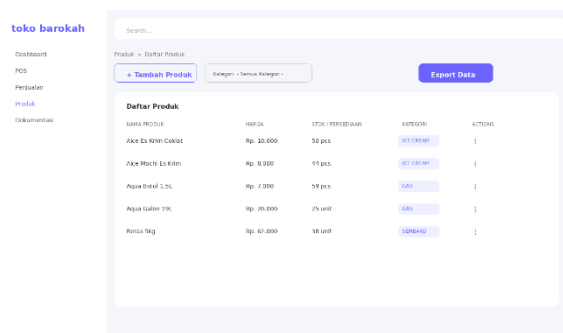 toko barokah
Search...
Dashboard
POS
Penjualan
Produk
Dokumentasi
Produk » Daftar Produk
+ Tambah Produk
Kategori - Semua Kategori -
Export Data
Daftar Produk
NAMA PRODUK HARGA STOK / PERSEDIAAN KATEGORI ACTIONS
Aice Es Krim Coklat Rp. 10.000 50 pcs ICE CREAM
Aice Mochi Es Krim Rp. 8.000 44 pcs ICE CREAM
Aqua Botol 1.5L Rp. 7.000 59 pcs GAS
Aqua Galon 19L Rp. 20.000 25 unit GAS
5kg Rp. 62.000 38 unit SEMBAKO